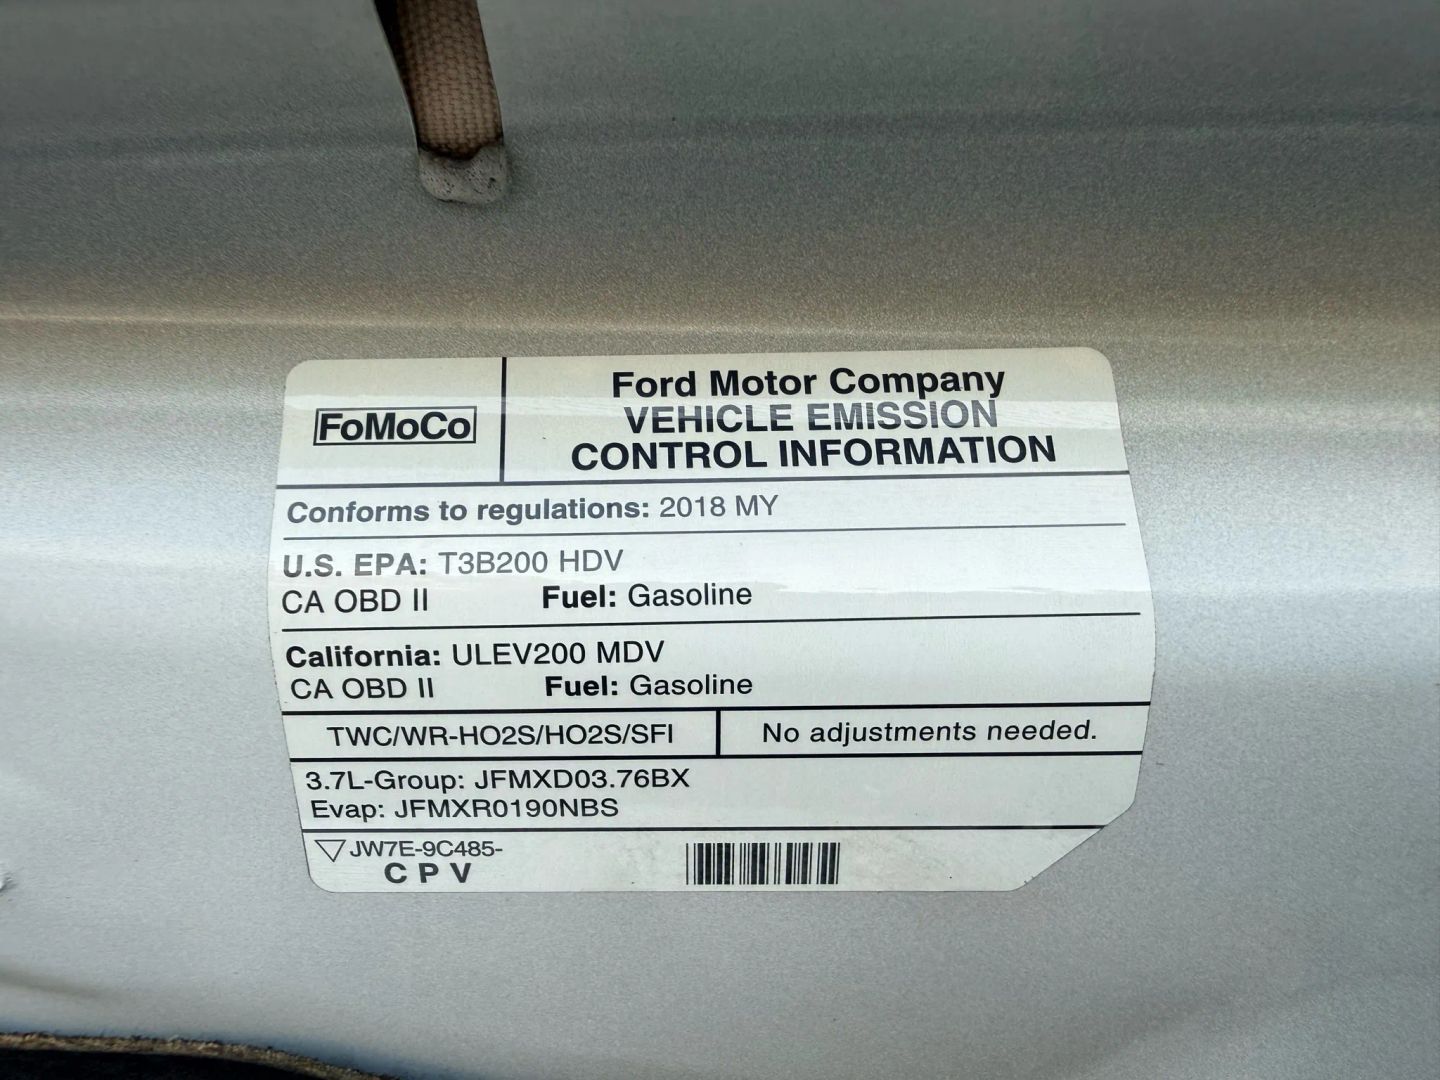 FoMoCo
Ford Motor Company
VEHICLE EMISSION
CONTROL INFORMATION
Conforms to regulations: 2018 MY
U.S. EPA: T3B200 HDV
CA OBD II Fuel: Gasoline
California: ULEV200 MDV
CA OBD II Fuel: Gasoline
TWC/WR-HO2S/HO2S/SFI No adjustments needed.
3.7L-Group: JFMXD03.76BX
Evap: JFMXR0190NBS
JW7E-9C485-
C P V